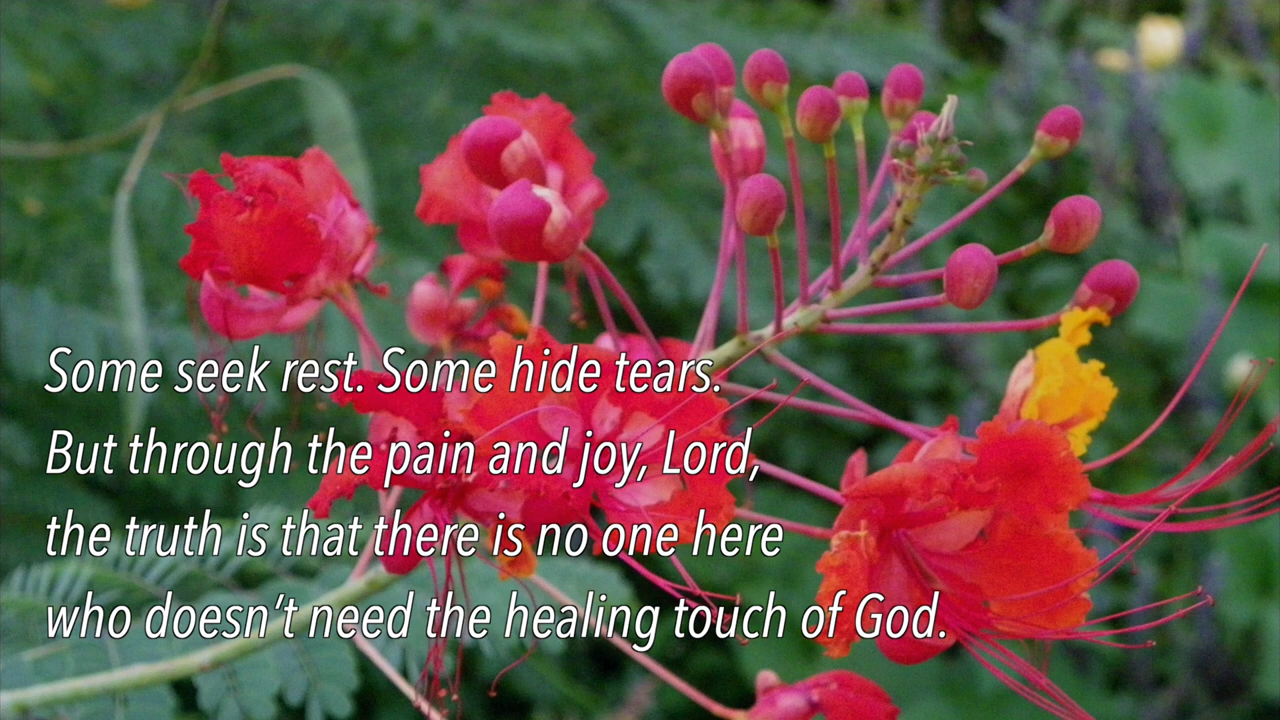 Some seek rest. Some hide tears.
But through the pain and joy, Lord,
the truth is that there is no one here
who doesn’t need the healing touch of God.